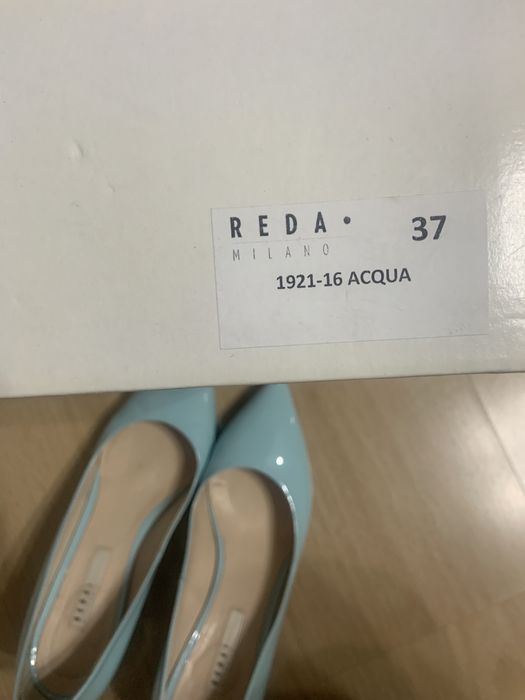 REDA• 37
MILANO
1921-16 ACQUA